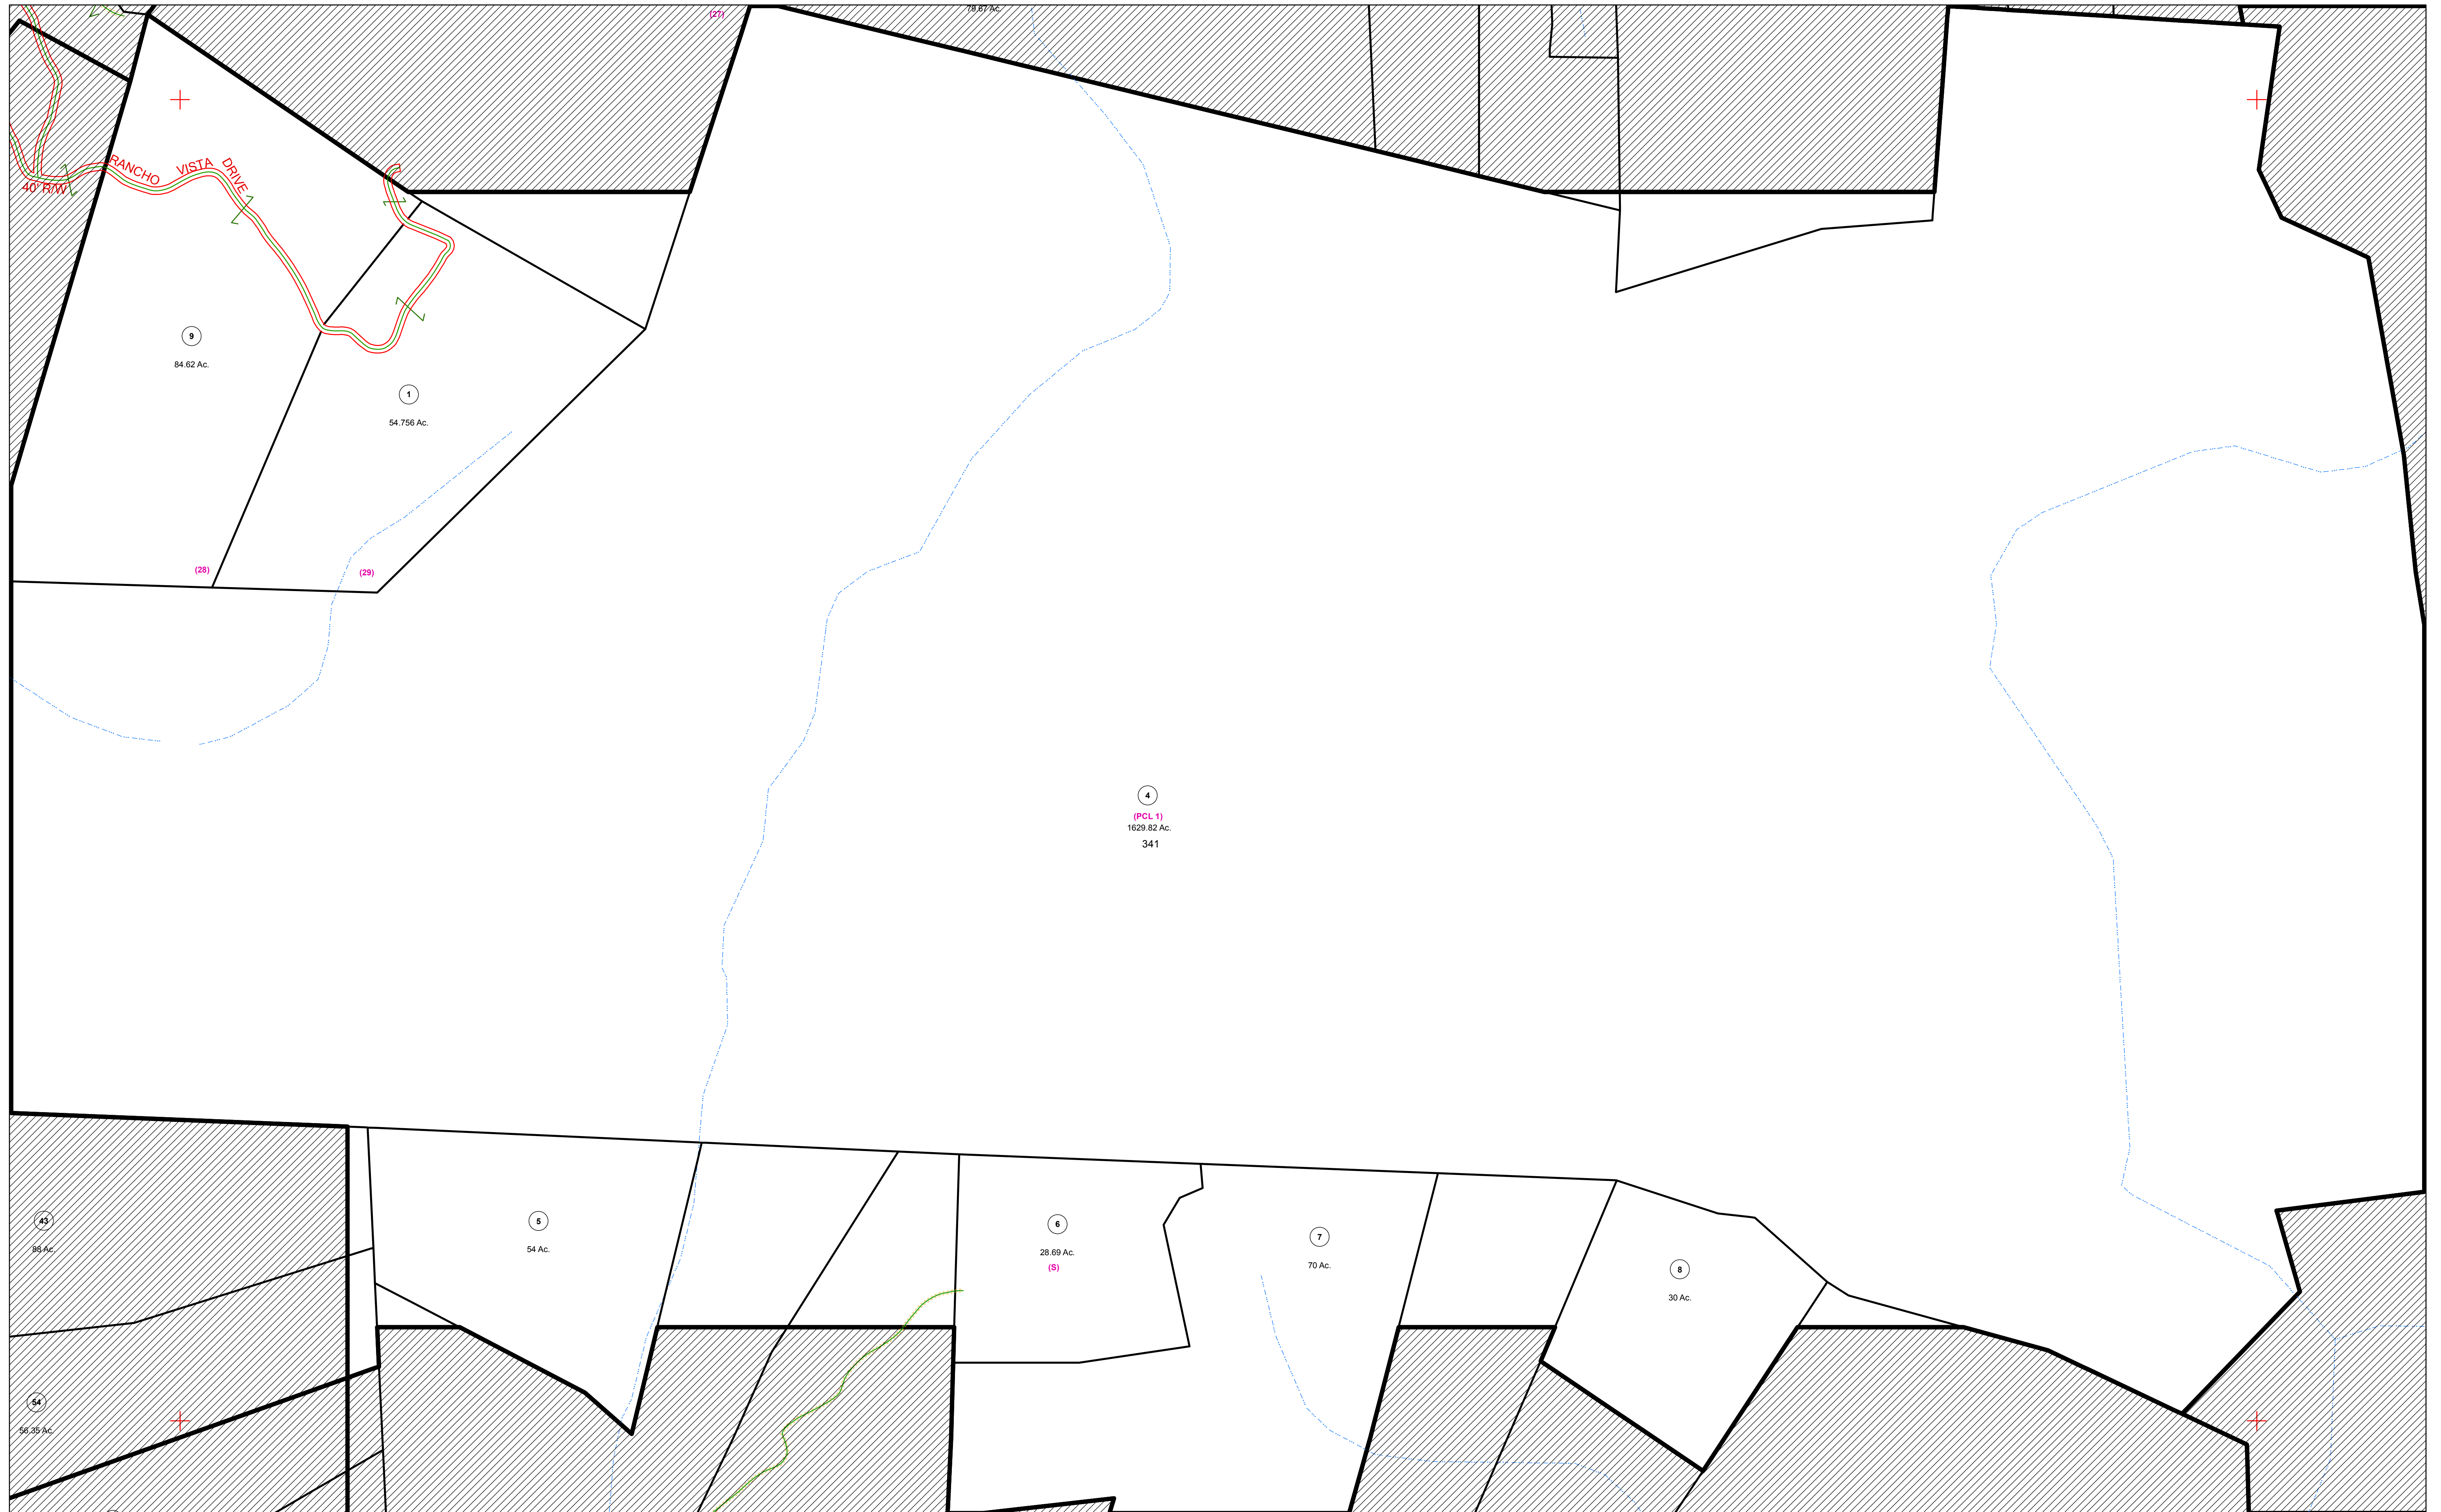 (27)
79.67 Ac.
RANCHO VISTA DRIVE
40' R/W
9
84.62 Ac.
1
54.756 Ac.
(28)
(29)
4
(PCL 1)
1629.82 Ac.
341
43
88 Ac.
5
54 Ac.
6
28.69 Ac.
(S)
7
70 Ac.
8
30 Ac.
54
56.35 Ac.